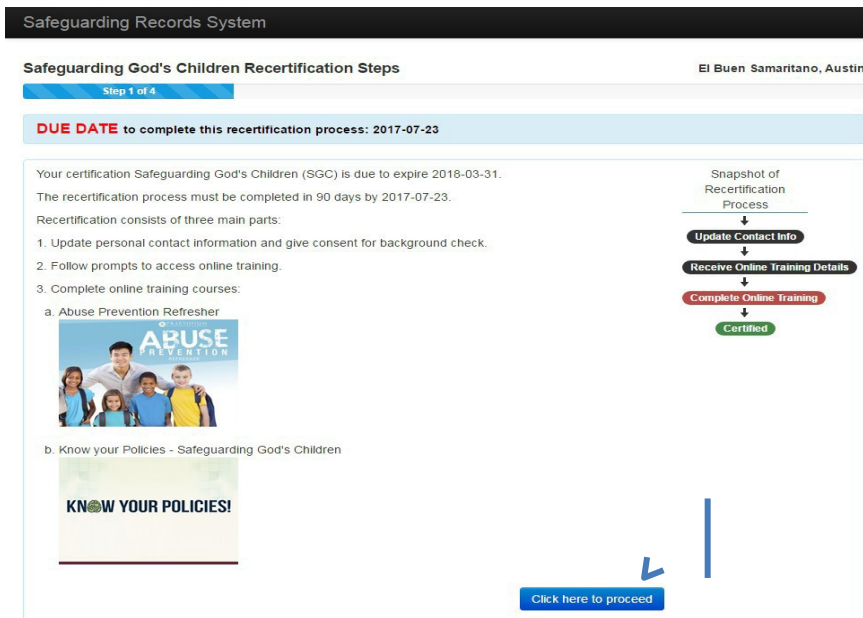 Safeguarding Records System
Safeguarding God's Children Recertification Steps
El Buen Samaritano, Austin
Step 1 of 4
DUE DATE to complete this recertification process: 2017-07-23
Your certification Safeguarding God's Children (SGC) is due to expire 2018-03-31.
The recertification process must be completed in 90 days by 2017-07-23.
Recertification consists of three main parts:
1. Update personal contact information and give consent for background check.
2. Follow prompts to access online training.
3. Complete online training courses:
a. Abuse Prevention Refresher
ABUSE
PREVENTION
REFRESHER
b. Know your Policies - Safeguarding God's Children
KNOW YOUR POLICIES!
Snapshot of
Recertification
Process
Update Contact Info
Receive Online Training Details
Complete Online Training
Certified
Click here to proceed